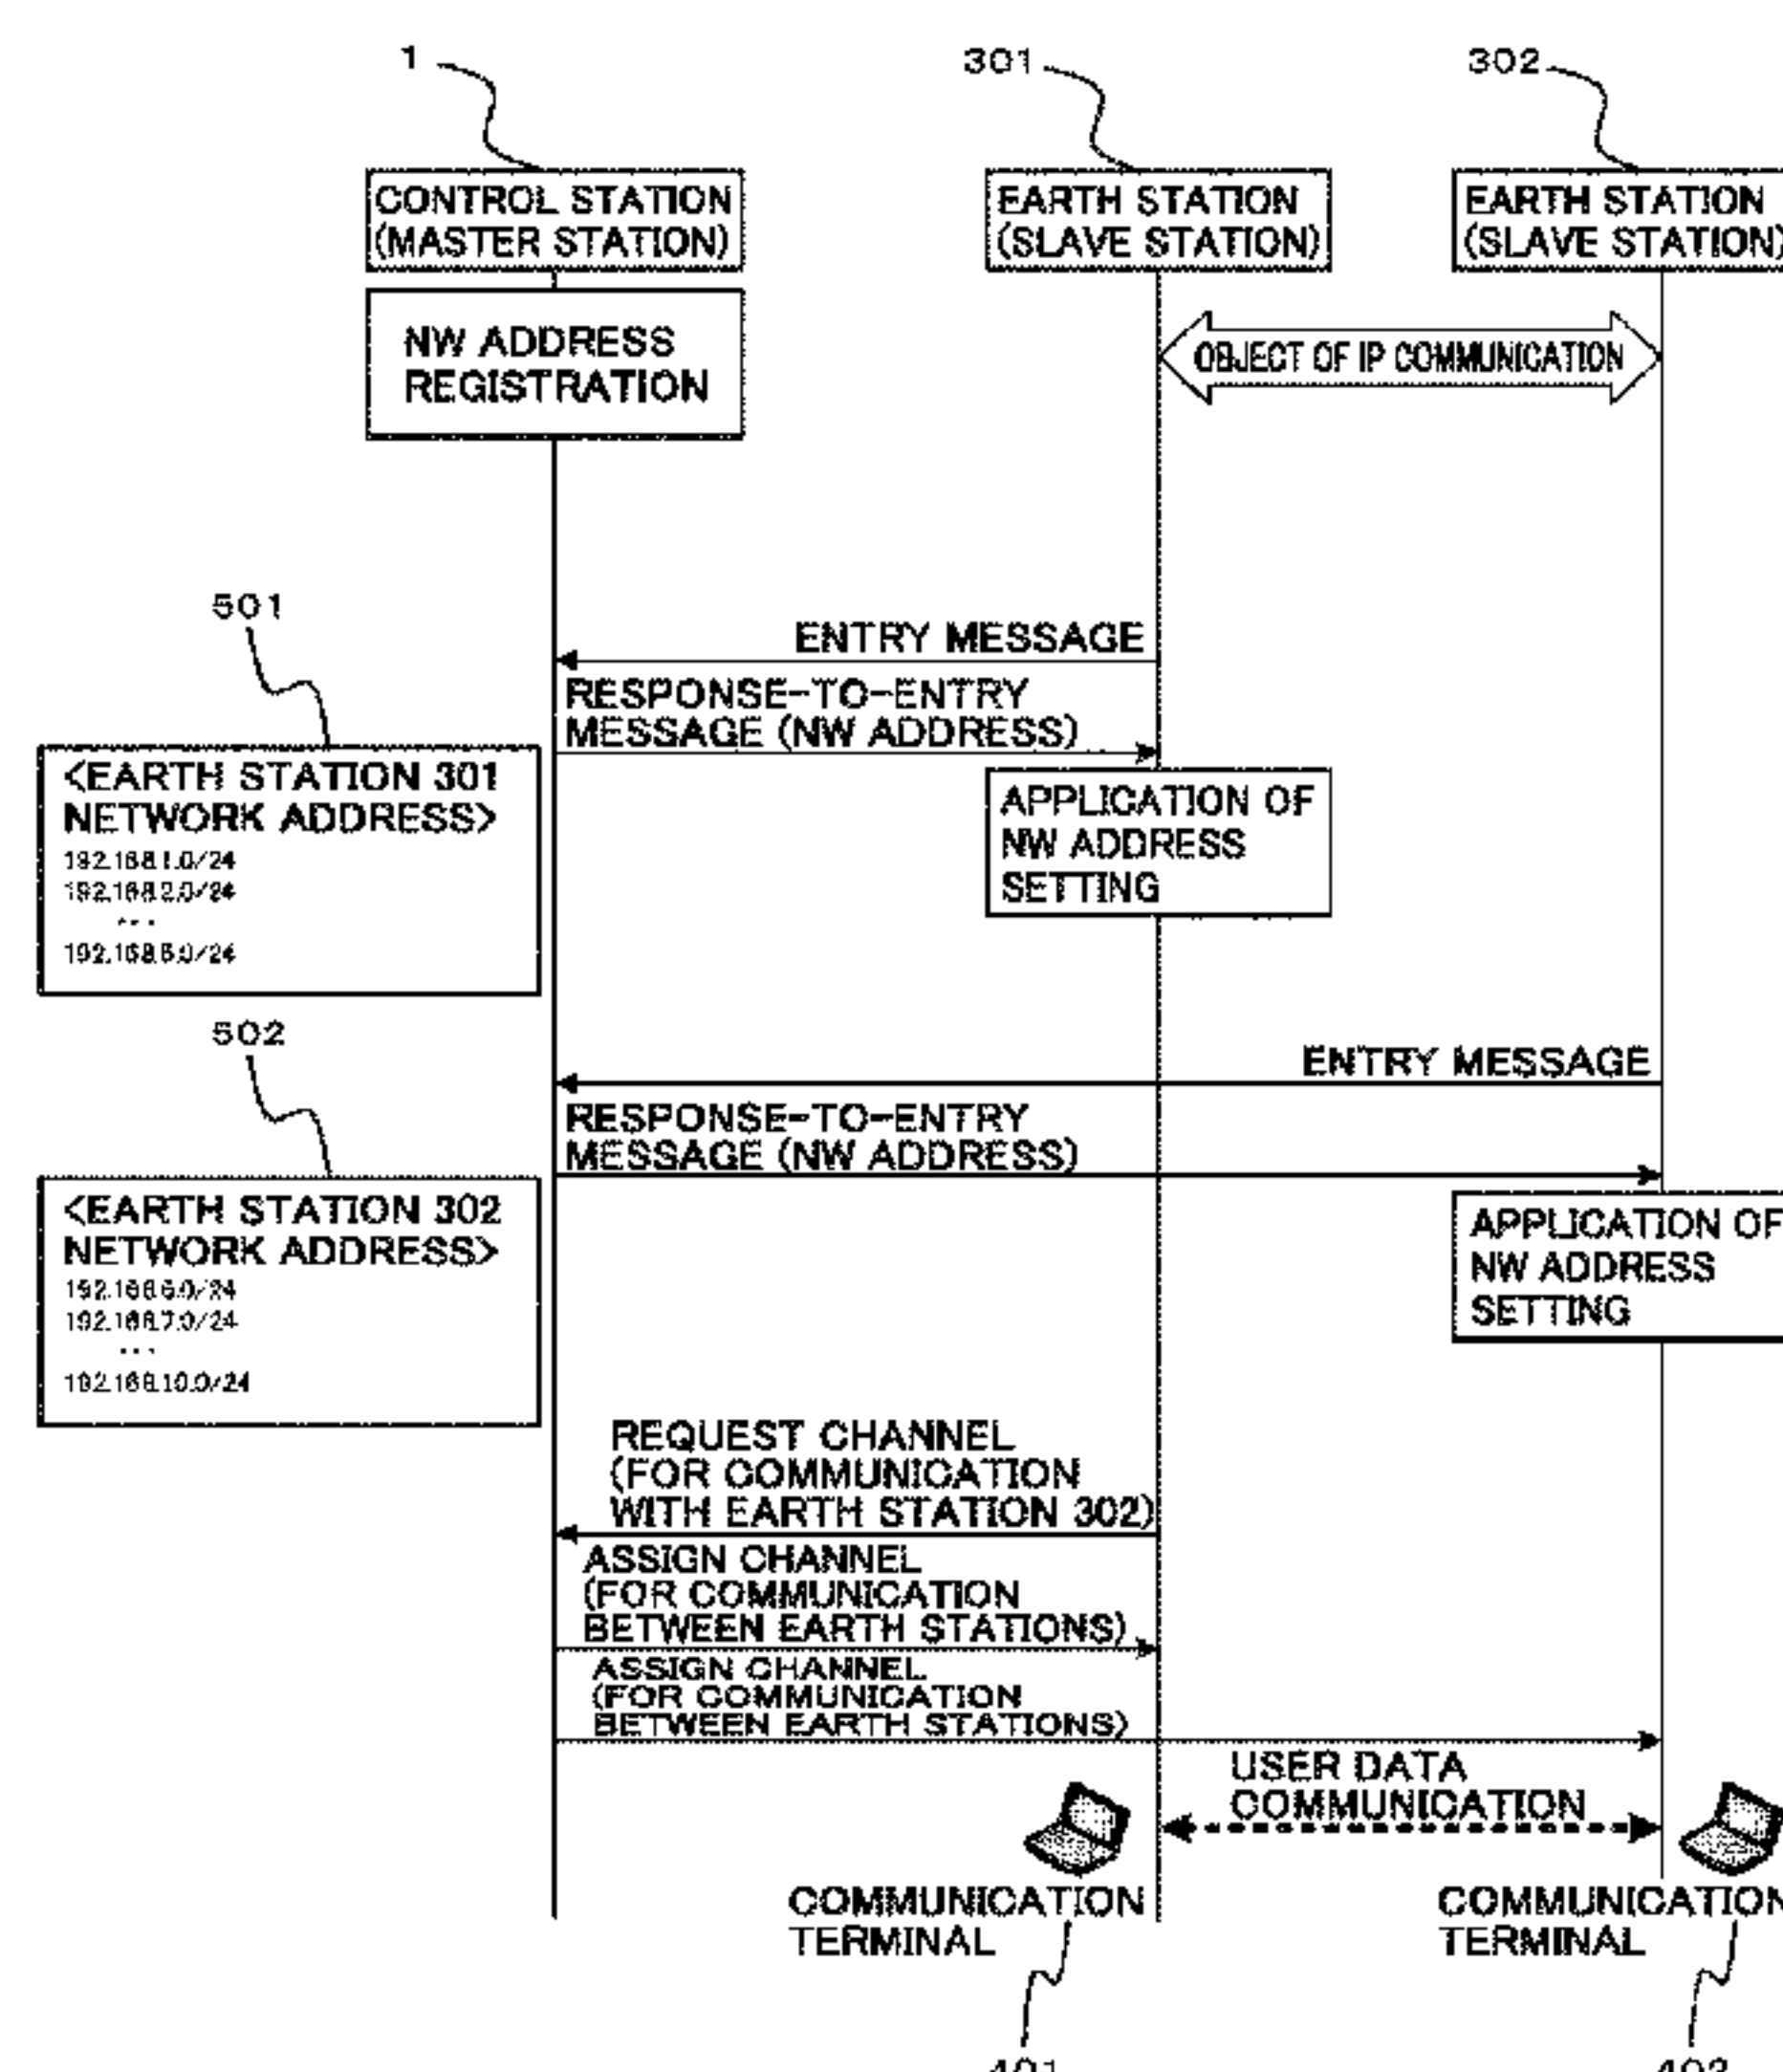 1
301
302
CONTROL STATION
(MASTER STATION)
EARTH STATION
(SLAVE STATION)
EARTH STATION
(SLAVE STATION)
NW ADDRESS
REGISTRATION
OBJECT OF IP COMMUNICATION
501
ENTRY MESSAGE
RESPONSE-TO-ENTRY
MESSAGE (NW ADDRESS)
<EARTH STATION 301
NETWORK ADDRESS>
192.168.1.0/24
192.168.2.0/24
...
192.168.5.0/24
APPLICATION OF
NW ADDRESS
SETTING
502
ENTRY MESSAGE
RESPONSE-TO-ENTRY
MESSAGE (NW ADDRESS)
<EARTH STATION 302
NETWORK ADDRESS>
192.168.6.0/24
192.168.7.0/24
...
192.168.10.0/24
APPLICATION OF
NW ADDRESS
SETTING
REQUEST CHANNEL
(FOR COMMUNICATION
WITH EARTH STATION 302)
ASSIGN CHANNEL
(FOR COMMUNICATION
BETWEEN EARTH STATIONS)
ASSIGN CHANNEL
(FOR COMMUNICATION
BETWEEN EARTH STATIONS)
USER DATA
COMMUNICATION
COMMUNICATION
TERMINAL
COMMUNICATION
TERMINAL
401
402